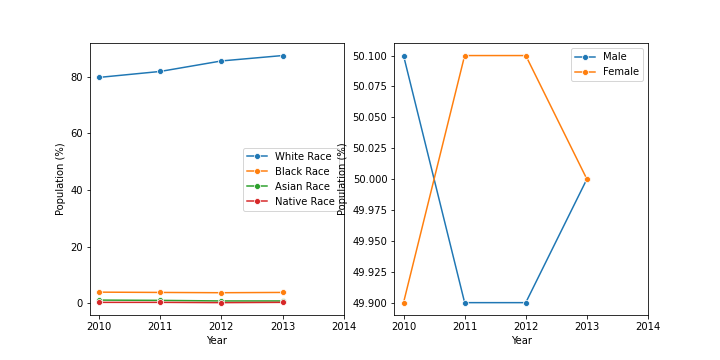 Population (%)
80
60
40
20
0
2010 2011 2012 2013 2014
Year
White Race
Black Race
Asian Race
Native Race
Population (%)
50.100
50.075
50.050
50.025
50.000
49.975
49.950
49.925
49.900
2010 2011 2012 2013 2014
Year
Male
Female